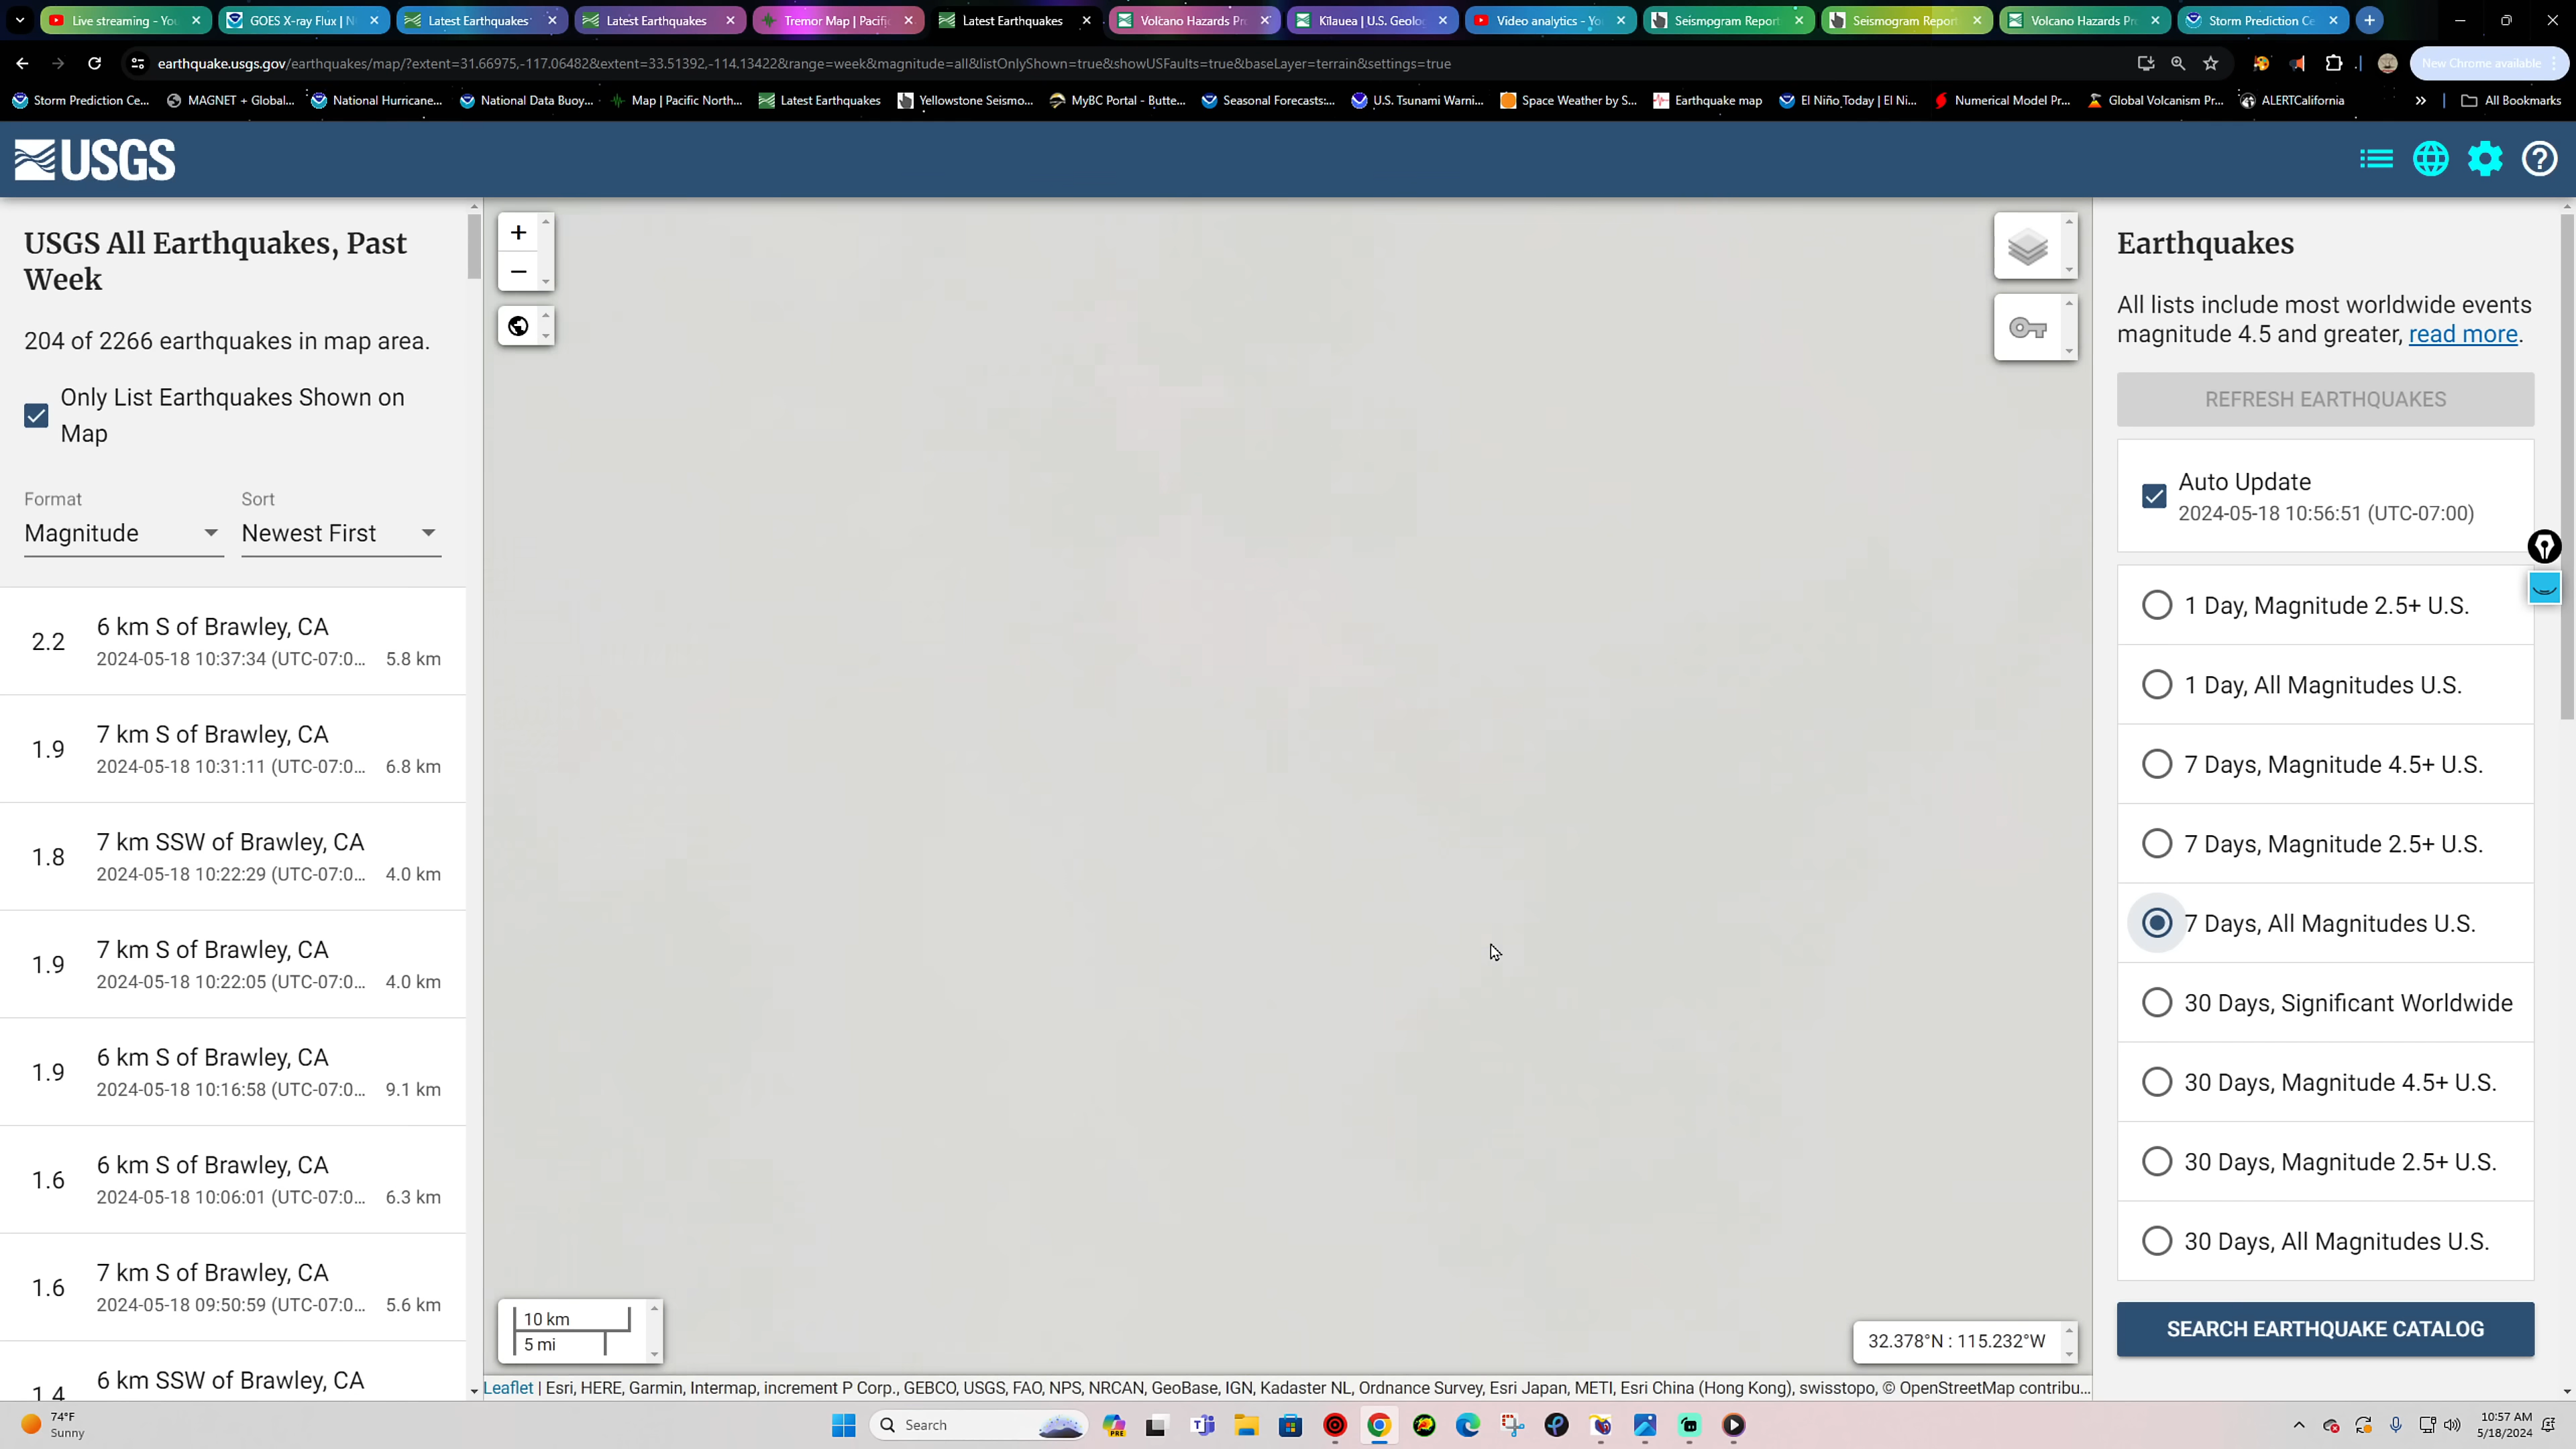 Live streaming - You
GOES X-ray Flux | N
Latest Earthquakes
Latest Earthquakes
Tremor Map | Pacific
Latest Earthquakes
Volcano Hazards Pr
Kilauea | U.S. Geolo
Video analytics - Yo
Seismogram Report
Seismogram Report
Volcano Hazards Pr
Storm Prediction Ce
earthquake.usgs.gov/earthquakes/map/?extent=31.66975,-117.06482&extent=33.51392,-114.13422&range=week&magnitude=all&listOnlyShown=true&showUSFaults=true&baseLayer=terrain&settings=true
New Chrome available
Storm Prediction Ce...
MAGNET + Global...
National Hurricane...
National Data Buoy...
Map | Pacific North...
Latest Earthquakes
Yellowstone Seismo...
MyBC Portal - Butte...
Seasonal Forecasts:...
U.S. Tsunami Warni...
Space Weather by S...
Earthquake map
El Niño Today | El Ni...
Numerical Model Pr...
Global Volcanism Pr...
ALERTCalifornia
All Bookmarks
USGS
USGS All Earthquakes, Past
Week
204 of 2266 earthquakes in map area.
Only List Earthquakes Shown on
Map
Format
Sort
Magnitude
Newest First
2.2
6 km S of Brawley, CA
2024-05-18 10:37:34 (UTC-07:0... 5.8 km
1.9
7 km S of Brawley, CA
2024-05-18 10:31:11 (UTC-07:0... 6.8 km
1.8
7 km SSW of Brawley, CA
2024-05-18 10:22:29 (UTC-07:0... 4.0 km
1.9
7 km S of Brawley, CA
2024-05-18 10:22:05 (UTC-07:0... 4.0 km
1.9
6 km S of Brawley, CA
2024-05-18 10:16:58 (UTC-07:0... 9.1 km
1.6
6 km S of Brawley, CA
2024-05-18 10:06:01 (UTC-07:0... 6.3 km
1.6
7 km S of Brawley, CA
2024-05-18 09:50:59 (UTC-07:0... 5.6 km
1.4
6 km SSW of Brawley, CA
+
−
10 km
5 mi
32.378°N : 115.232°W
Leaflet | Esri, HERE, Garmin, Intermap, increment P Corp., GEBCO, USGS, FAO, NPS, NRCAN, GeoBase, IGN, Kadaster NL, Ordnance Survey, Esri Japan, METI, Esri China (Hong Kong), swisstopo, © OpenStreetMap contribu...
Earthquakes
All lists include most worldwide events
magnitude 4.5 and greater, read more.
REFRESH EARTHQUAKES
Auto Update
2024-05-18 10:56:51 (UTC-07:00)
1 Day, Magnitude 2.5+ U.S.
1 Day, All Magnitudes U.S.
7 Days, Magnitude 4.5+ U.S.
7 Days, Magnitude 2.5+ U.S.
7 Days, All Magnitudes U.S.
30 Days, Significant Worldwide
30 Days, Magnitude 4.5+ U.S.
30 Days, Magnitude 2.5+ U.S.
30 Days, All Magnitudes U.S.
SEARCH EARTHQUAKE CATALOG
74°F
Sunny
Search
PRE
10:57 AM
5/18/2024